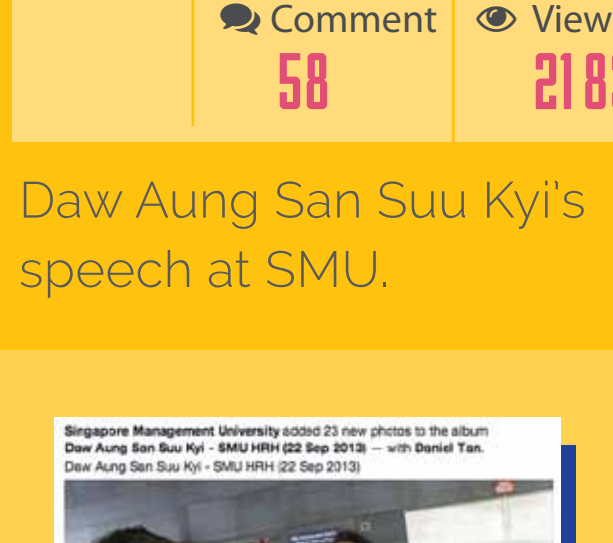 Comment View
58
Daw Aung San Suu Kyi's
speech at SMU.
Singapore Management University added 23 new photos to the album
Daw Aung San Suu Kyi - SMU HRH (22 Sep 2013) — with Daniel Tan.
Daw Aung San Suu Kyi - SMU HRH (22 Sep 2013)